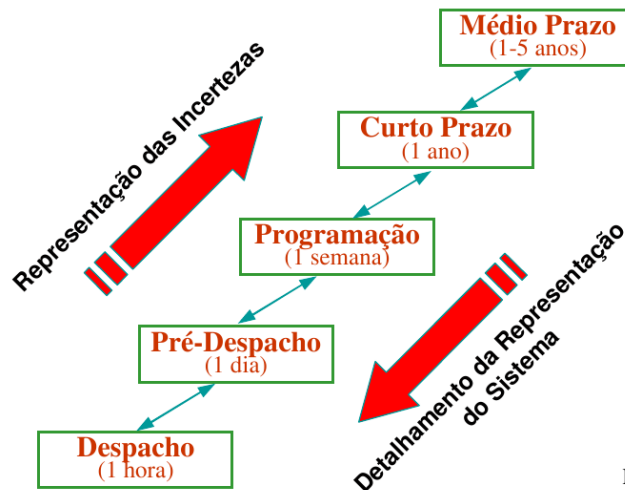 Médio Prazo
(1-5 anos)
Representação das Incertezas
Curto Prazo
(1 ano)
Programação
(1 semana)
Detalhamento da Representação
do Sistema
Pré-Despacho
(1 dia)
Despacho
(1 hora)